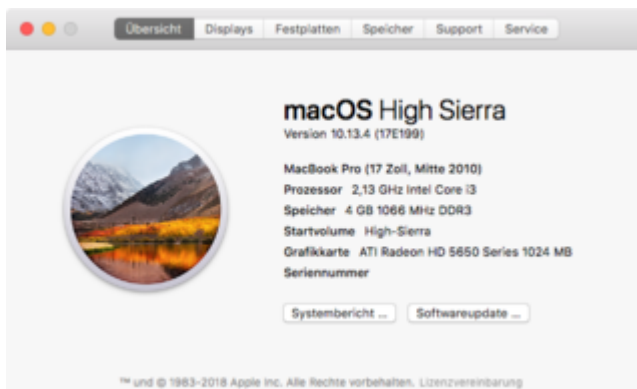 Übersicht Displays Festplatten Speicher Support Service
macOS High Sierra
Version 10.13.4 (17E199)
MacBook Pro (17 Zoll, Mitte 2010)
Prozessor 2,13 GHz Intel Core i3
Speicher 4 GB 1066 MHz DDR3
Startvolume High-Sierra
Grafikkarte ATI Radeon HD 5650 Series 1024 MB
Seriennummer
Systembericht ... Softwareupdate ...
™ und © 1983-2018 Apple Inc. Alle Rechte vorbehalten. Lizenzvereinbarung